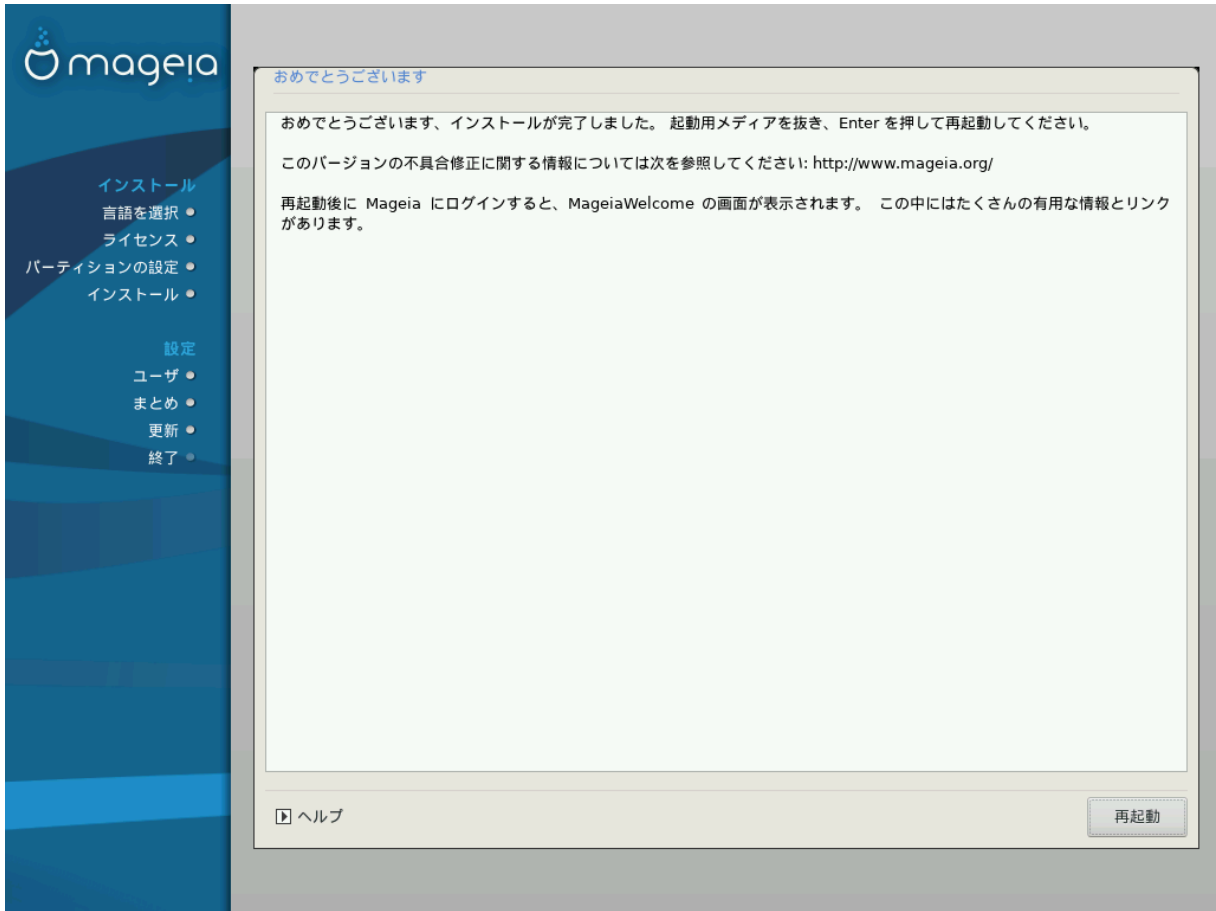 mageia
インストール
言語を選択
ライセンス
パーティションの設定
インストール
設定
ユーザ
まとめ
更新
終了
おめでとうございます
おめでとうございます、インストールが完了しました。 起動用メディアを抜き、Enter を押して再起動してください。
このバージョンの不具合修正に関する情報については次を参照してください: http://www.mageia.org/
再起動後に Mageia にログインすると、MageiaWelcome の画面が表示されます。 この中にはたくさんの有用な情報とリンク
があります。
ヘルプ
再起動